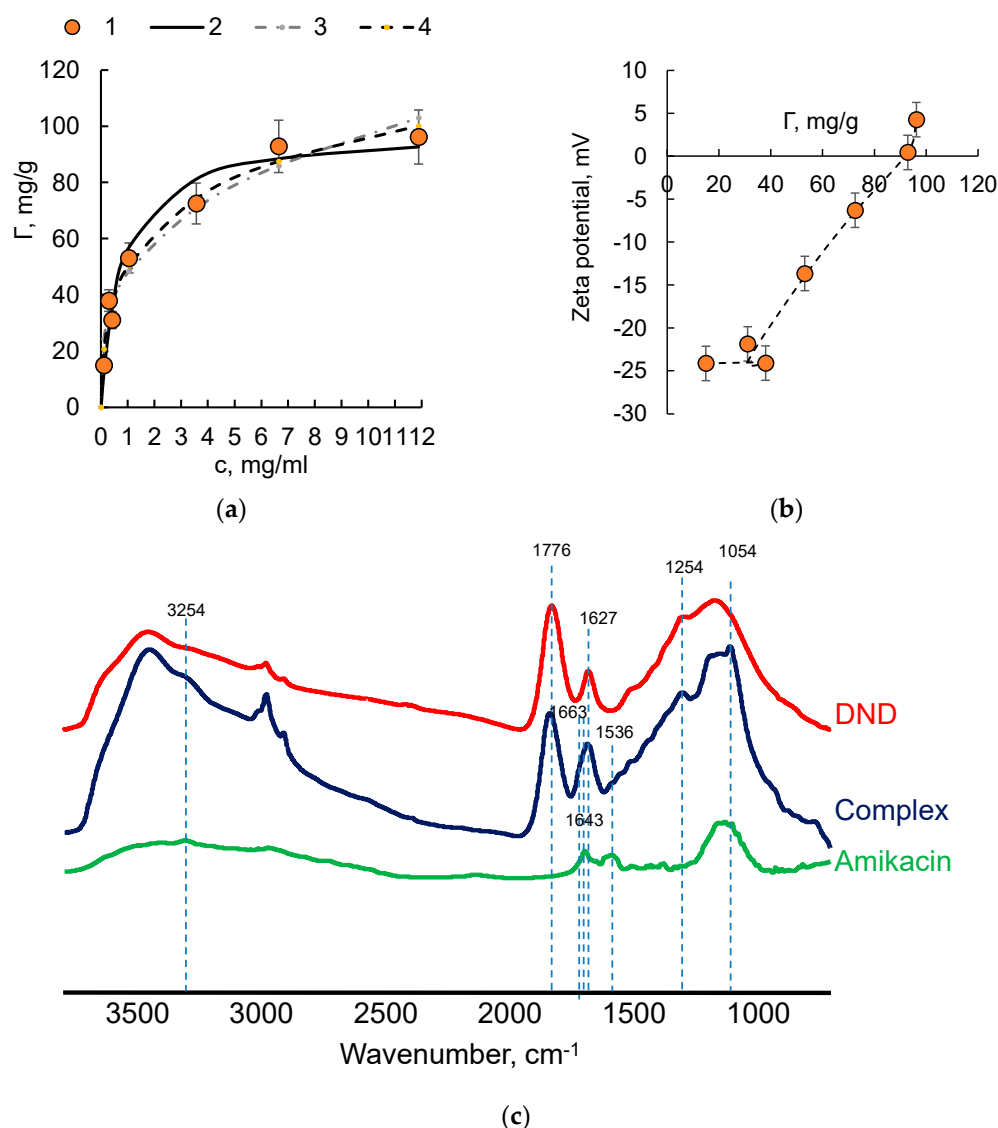 1 2 3 4
Γ, mg/g
120
100
80
60
40
20
0
0 1 2 3 4 5 6 7 8 9 10 11 12
c, mg/ml
(a)
Zeta potential, mV
10
5
0
-5
-10
-15
-20
-25
-30
Γ, mg/g
0 20 40 60 80 100 120
(b)
1776 1254 1054
3254 1627
1663
1536
1643
DND
Complex
Amikacin
3500 3000 2500 2000 1500 1000
Wavenumber, cm-1
(c)